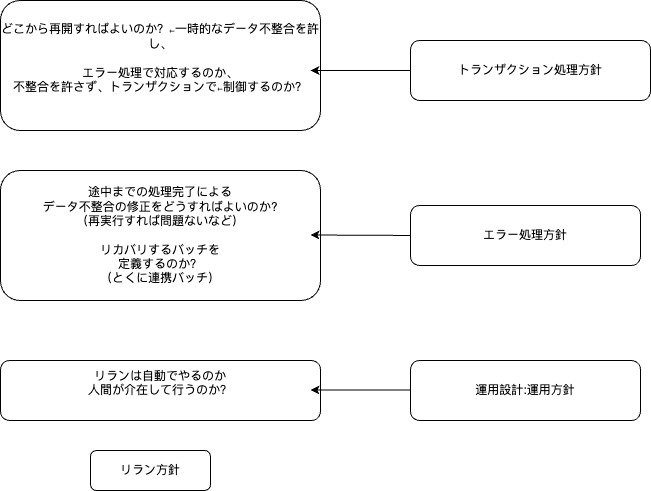 どこから再開すればよいのか? ←一時的なデータ不整合を許
し、
エラー処理で対応するのか、
不整合を許さず、トランザクションで←制御するのか?
トランザクション処理方針
途中までの処理完了による
データ不整合の修正をどうすればよいのか?
(再実行すれば問題ないなど)
リカバリするバッチを
定義するのか?
(とくに連携バッチ)
エラー処理方針
リランは自動でやるのか
人間が介在して行うのか?
運用設計:運用方針
リラン方針